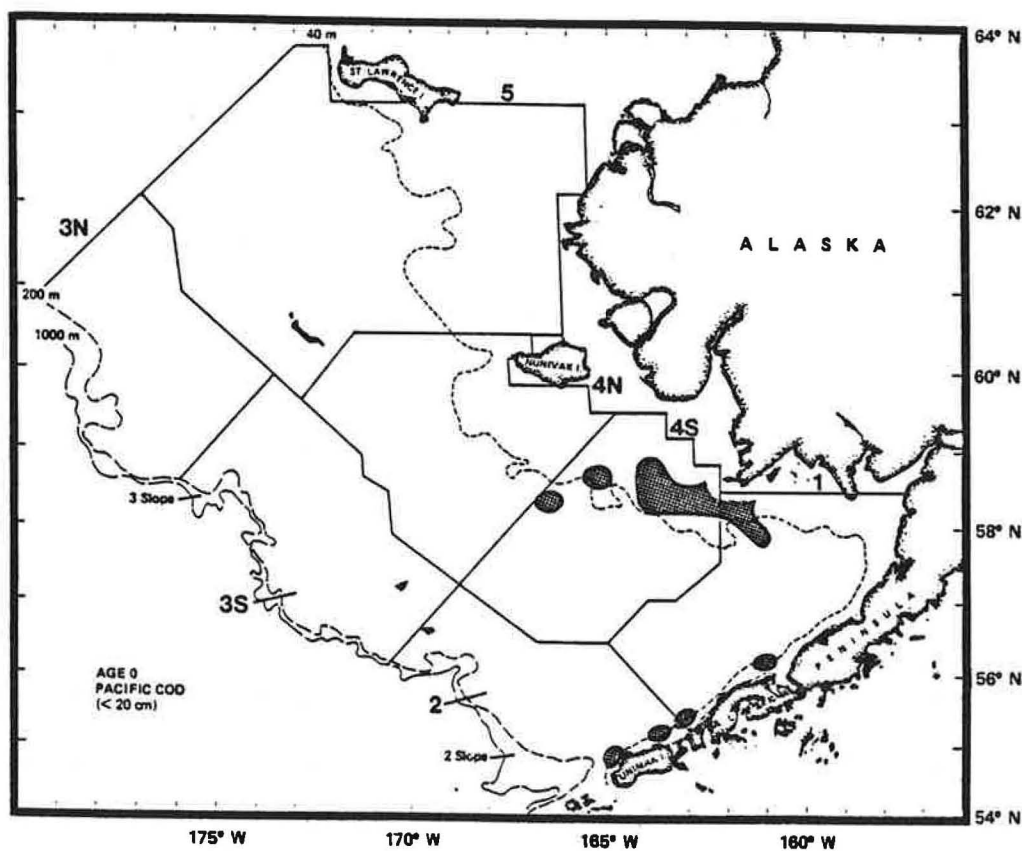 64° N
40 m
ST LAWRENCE I
5
62° N
3N
ALASKA
200 m
1000 m
60° N
NUNIVAK I
4N
4S
1
3 Slope
58° N
3S
PENINSULA
AGE 0
PACIFIC COD
(< 20 cm)
56° N
2
2 Slope
UNIMAK I
54° N
175° W
170° W
165° W
160° W